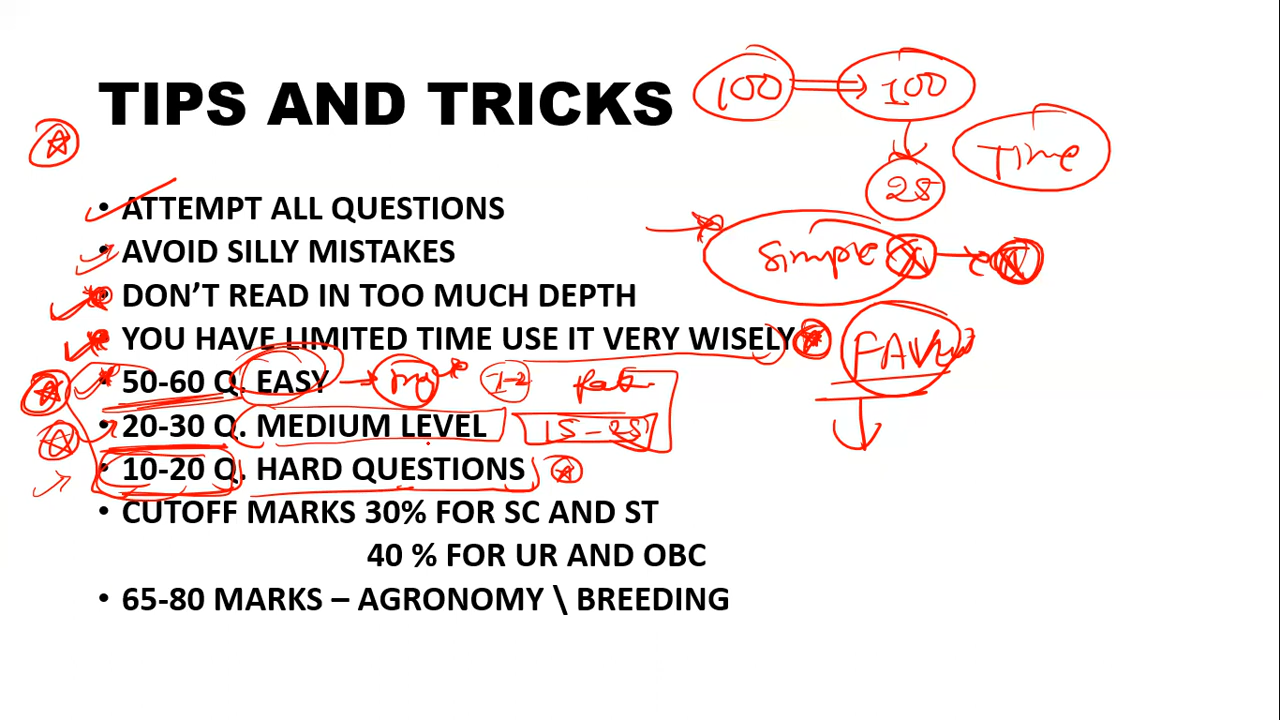 TIPS AND TRICKS
100 ⇒ 100
Time
28
• ATTEMPT ALL QUESTIONS
• AVOID SILLY MISTAKES
Simple
• DON’T READ IN TOO MUCH DEPTH
• YOU HAVE LIMITED TIME USE IT VERY WISELY
• 50-60 Q. EASY
1-2
• 20-30 Q. MEDIUM LEVEL
15-25
• 10-20 Q. HARD QUESTIONS
• CUTOFF MARKS 30% FOR SC AND ST
40 % FOR UR AND OBC
• 65-80 MARKS – AGRONOMY \ BREEDING